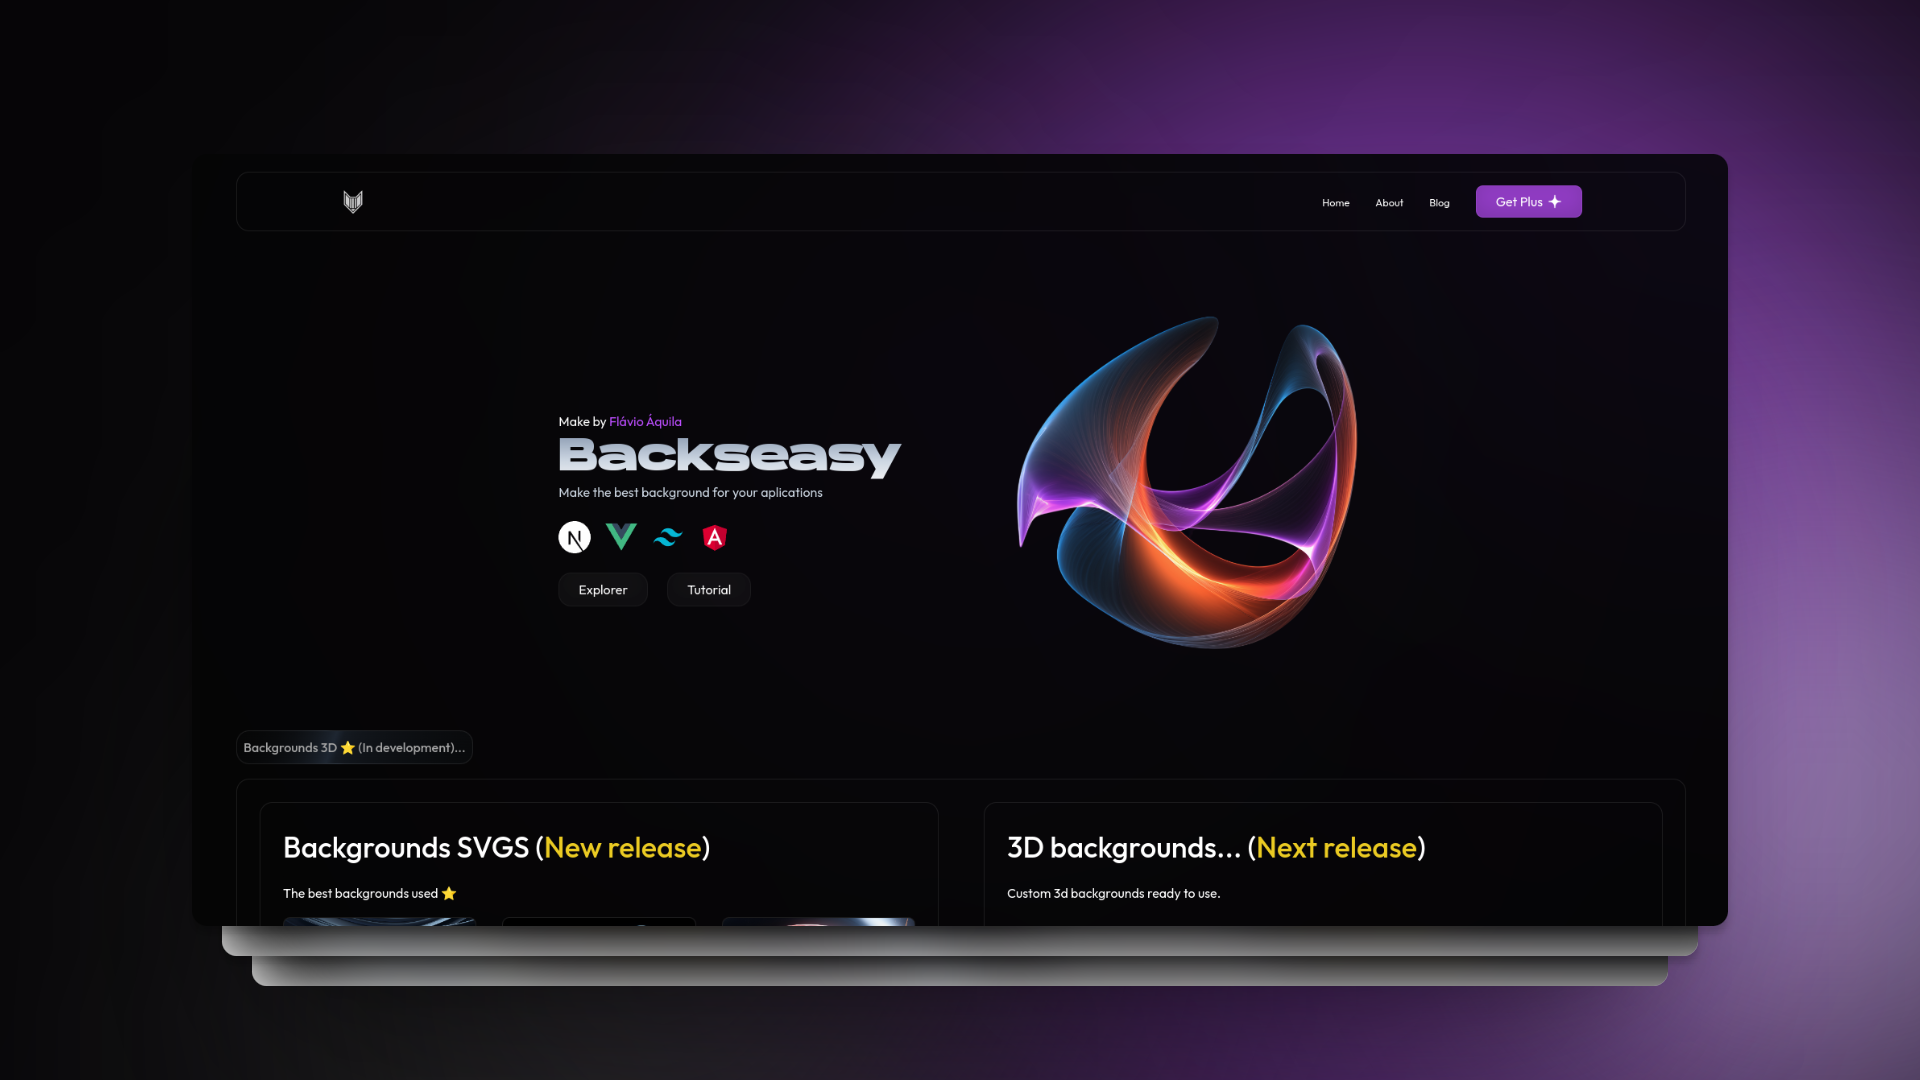 Home About Blog Get Plus
Make by Flávio Áquila
Backseasy
Make the best background for your aplications
N A
Explorer Tutorial
Backgrounds 3D ⭐ (In development)...
Backgrounds SVGS (New release)
The best backgrounds used ⭐
3D backgrounds... (Next release)
Custom 3d backgrounds ready to use.